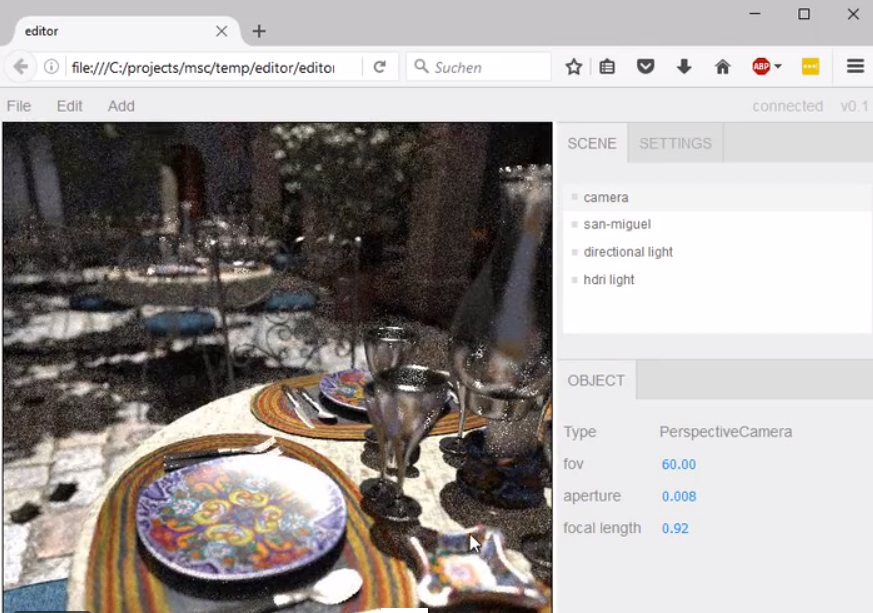 editor
file:///C:/projects/msc/temp/editor/editor
Suchen
ABP
File Edit Add
connected v0.1
SCENE SETTINGS
camera
san-miguel
directional light
hdri light
OBJECT
Type PerspectiveCamera
fov 60.00
aperture 0.008
focal length 0.92